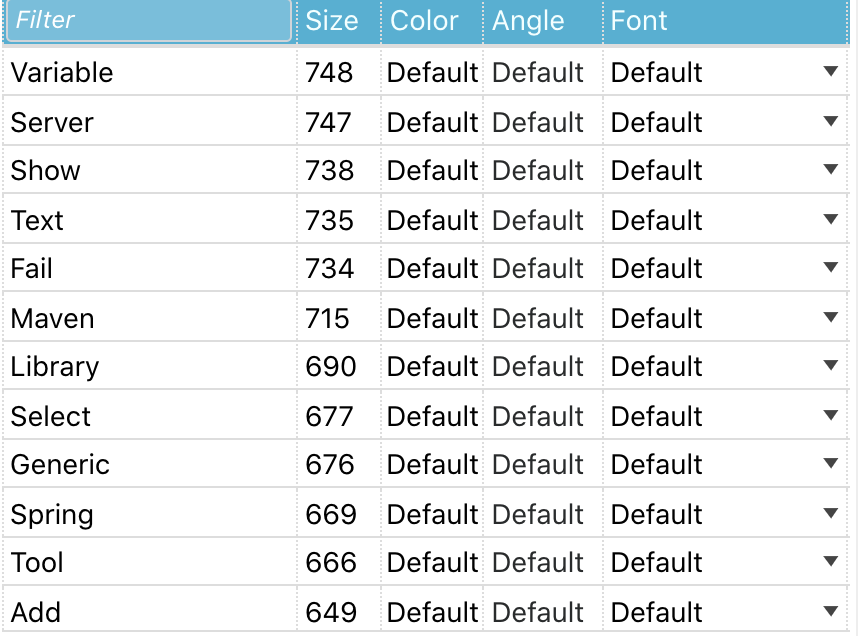 Filter Size Color Angle Font
Variable 748 Default Default Default
Server 747 Default Default Default
Show 738 Default Default Default
Text 735 Default Default Default
Fail 734 Default Default Default
Maven 715 Default Default Default
Library 690 Default Default Default
Select 677 Default Default Default
Generic 676 Default Default Default
Spring 669 Default Default Default
Tool 666 Default Default Default
Add 649 Default Default Default